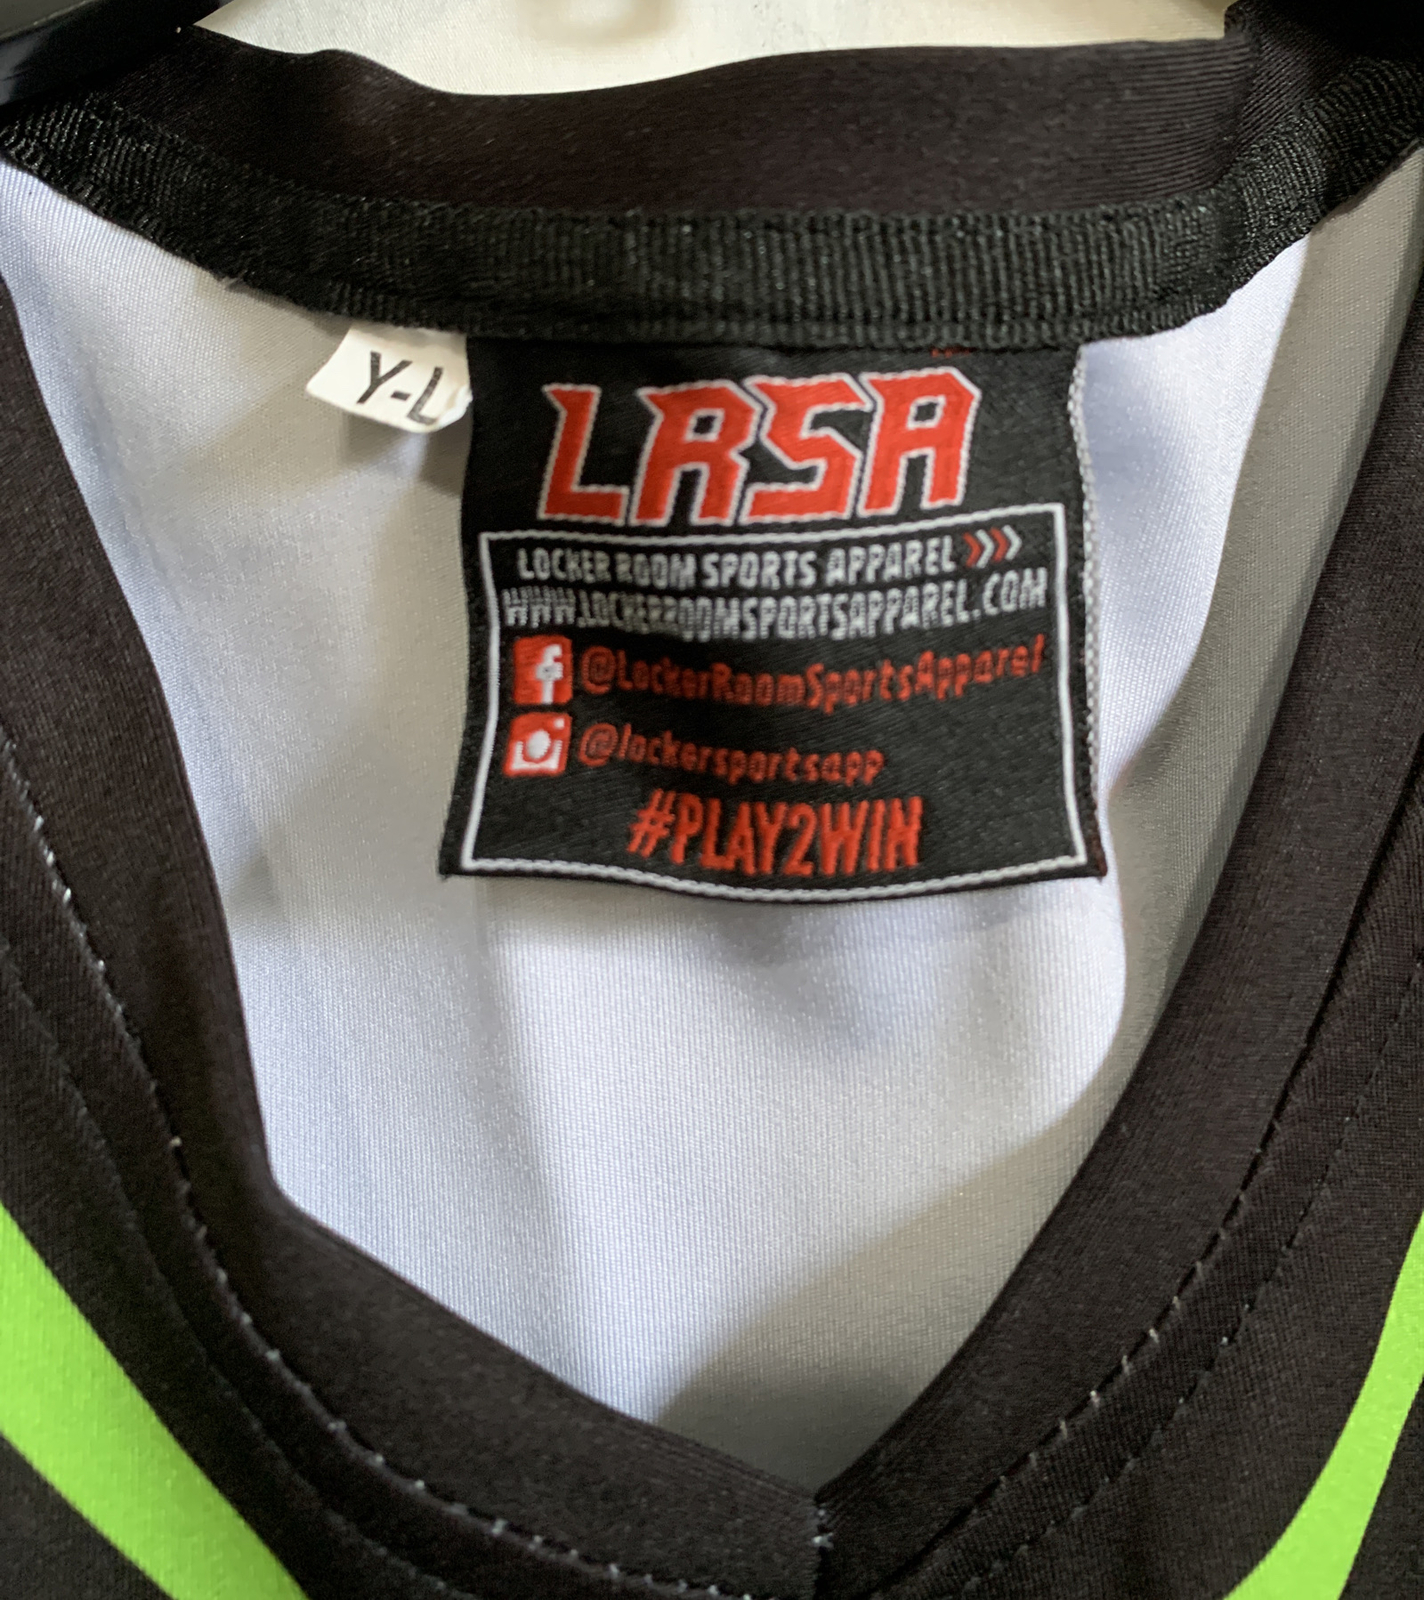 Y-L
LRSA
LOCKER ROOM SPORTS APPAREL >>>
WWW.LOCKERROOMSPORTSAPPAREL.COM
@LockerRoomSportsApparel
@lockersportsapp
#PLAY2WIN